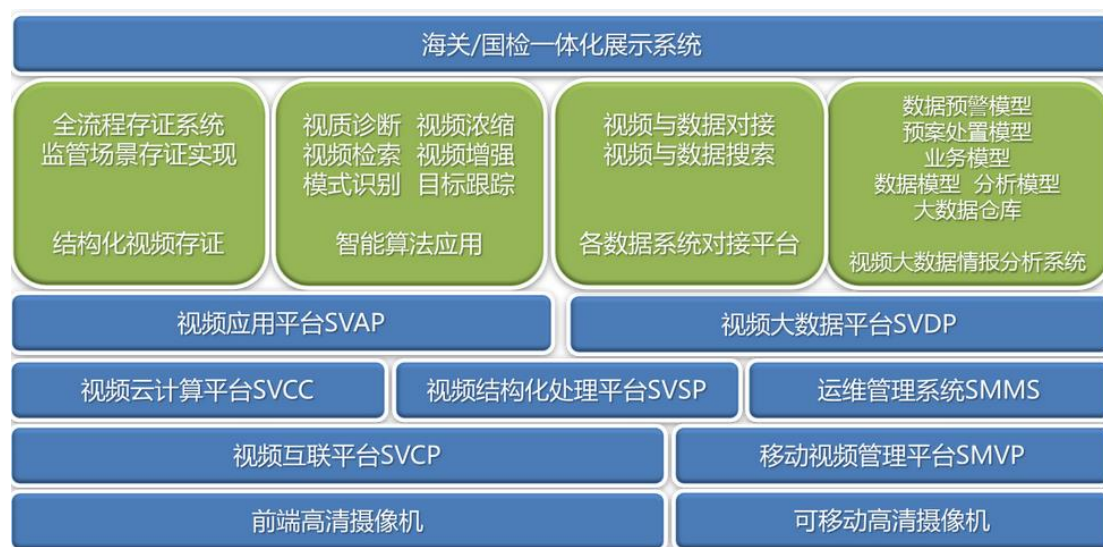 海关/国检一体化展示系统
全流程存证系统
监管场景存证实现
结构化视频存证
视质诊断 视频浓缩
视频检索 视频增强
模式识别 目标跟踪
智能算法应用
视频与数据对接
视频与数据搜索
各数据系统对接平台
数据预警模型
预案处置模型
业务模型
数据模型 分析模型
大数据仓库
视频大数据情报分析系统
视频应用平台SVAP
视频大数据平台SVDP
视频云计算平台SVCC
视频结构化处理平台SVSP
运维管理系统SMMS
视频互联平台SVCP
移动视频管理平台SMVP
前端高清摄像机
可移动高清摄像机